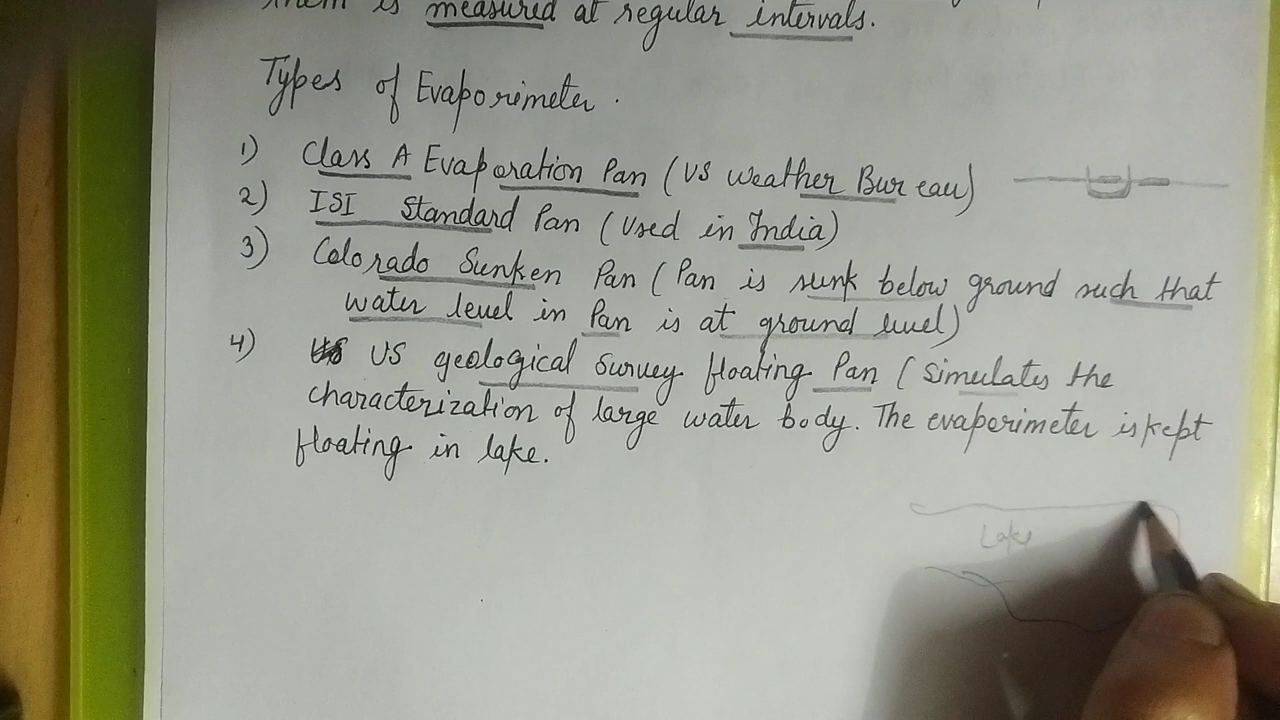 them is measured at regular intervals.
Types of Evaporimeter.
1) Class A Evaporation Pan (US Weather Bureau)
2) ISI Standard Pan (Used in India)
3) Colorado Sunken Pan (Pan is sunk below ground such that
water level in Pan is at ground level)
4) US geological Survey floating Pan (Simulates the
characterization of large water body. The evaporimeter is kept
floating in lake.
Lake